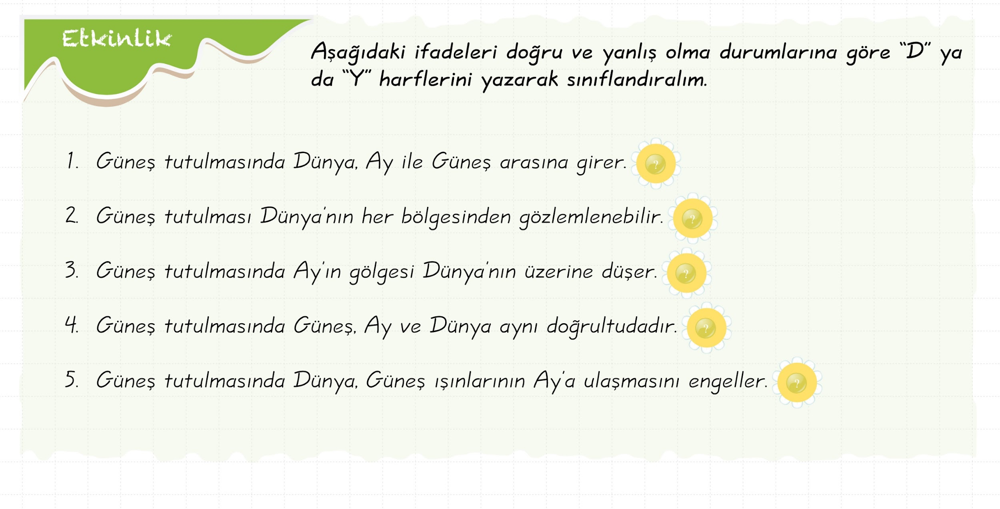 Etkinlik
Aşağıdaki ifadeleri doğru ve yanlış olma durumlarına göre “D” ya
da “Y” harflerini yazarak sınıflandıralım.
1. Güneş tutulmasında Dünya, Ay ile Güneş arasına girer. ?
2. Güneş tutulması Dünya’nın her bölgesinden gözlemlenebilir. ?
3. Güneş tutulmasında Ay’ın gölgesi Dünya’nın üzerine düşer. ?
4. Güneş tutulmasında Güneş, Ay ve Dünya aynı doğrultudadır. ?
5. Güneş tutulmasında Dünya, Güneş ışınlarının Ay’a ulaşmasını engeller. ?